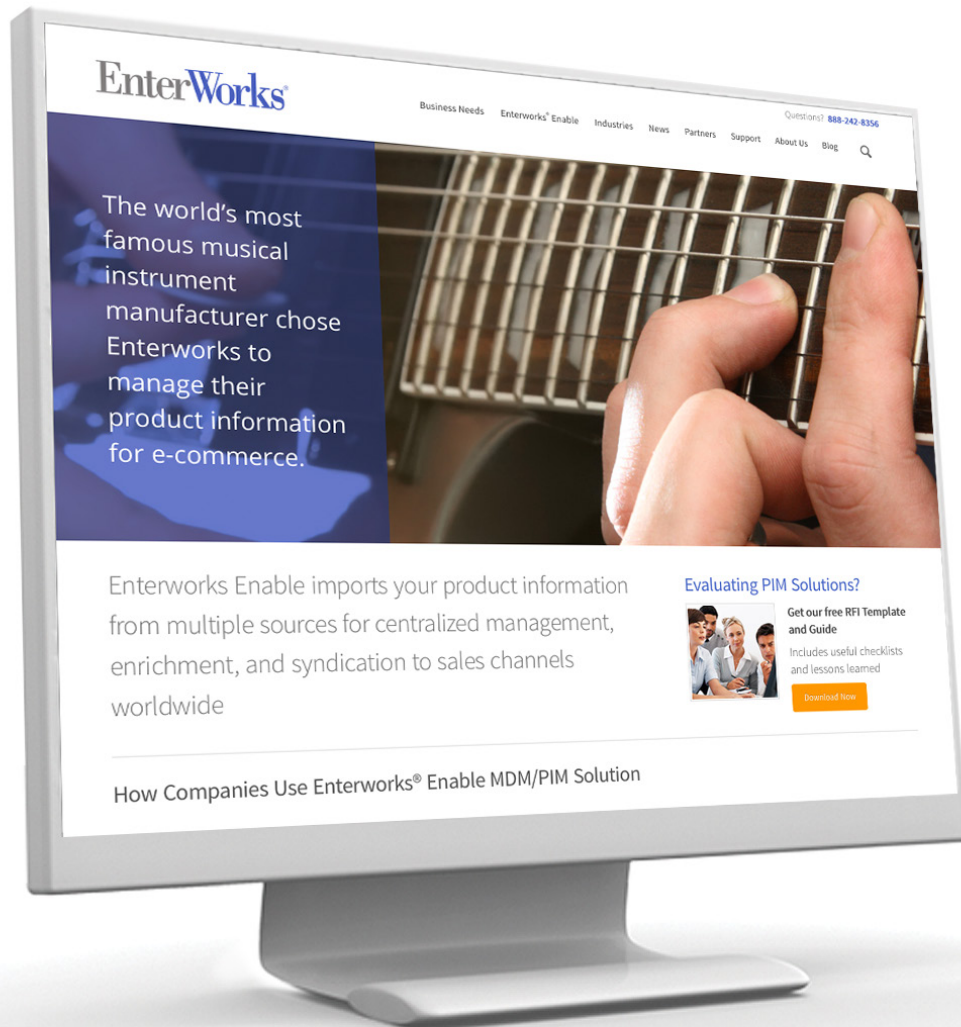 EnterWorks®
Questions? 888-242-8356
Business Needs Enterworks® Enable Industries News Partners Support About Us Blog
The world's most
famous musical
instrument
manufacturer chose
Enterworks to
manage their
product information
for e-commerce.
Enterworks Enable imports your product information
from multiple sources for centralized management,
enrichment, and syndication to sales channels
worldwide
Evaluating PIM Solutions?
Get our free RFI Template
and Guide
Includes useful checklists
and lessons learned
Download Now
How Companies Use Enterworks® Enable MDM/PIM Solution